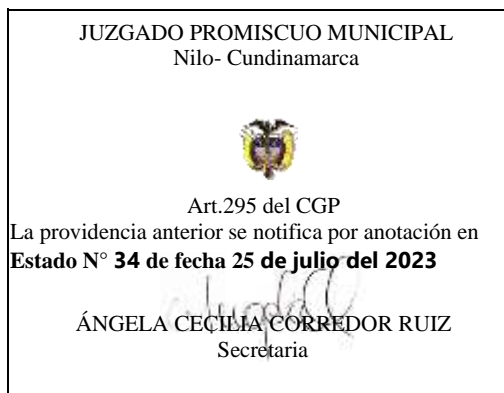 JUZGADO PROMISCUO MUNICIPAL
Nilo- Cundinamarca
Art.295 del CGP
La providencia anterior se notifica por anotación en
Estado N° 34 de fecha 25 de julio del 2023
ÁNGELA CECILIA CORREDOR RUIZ
Secretaria